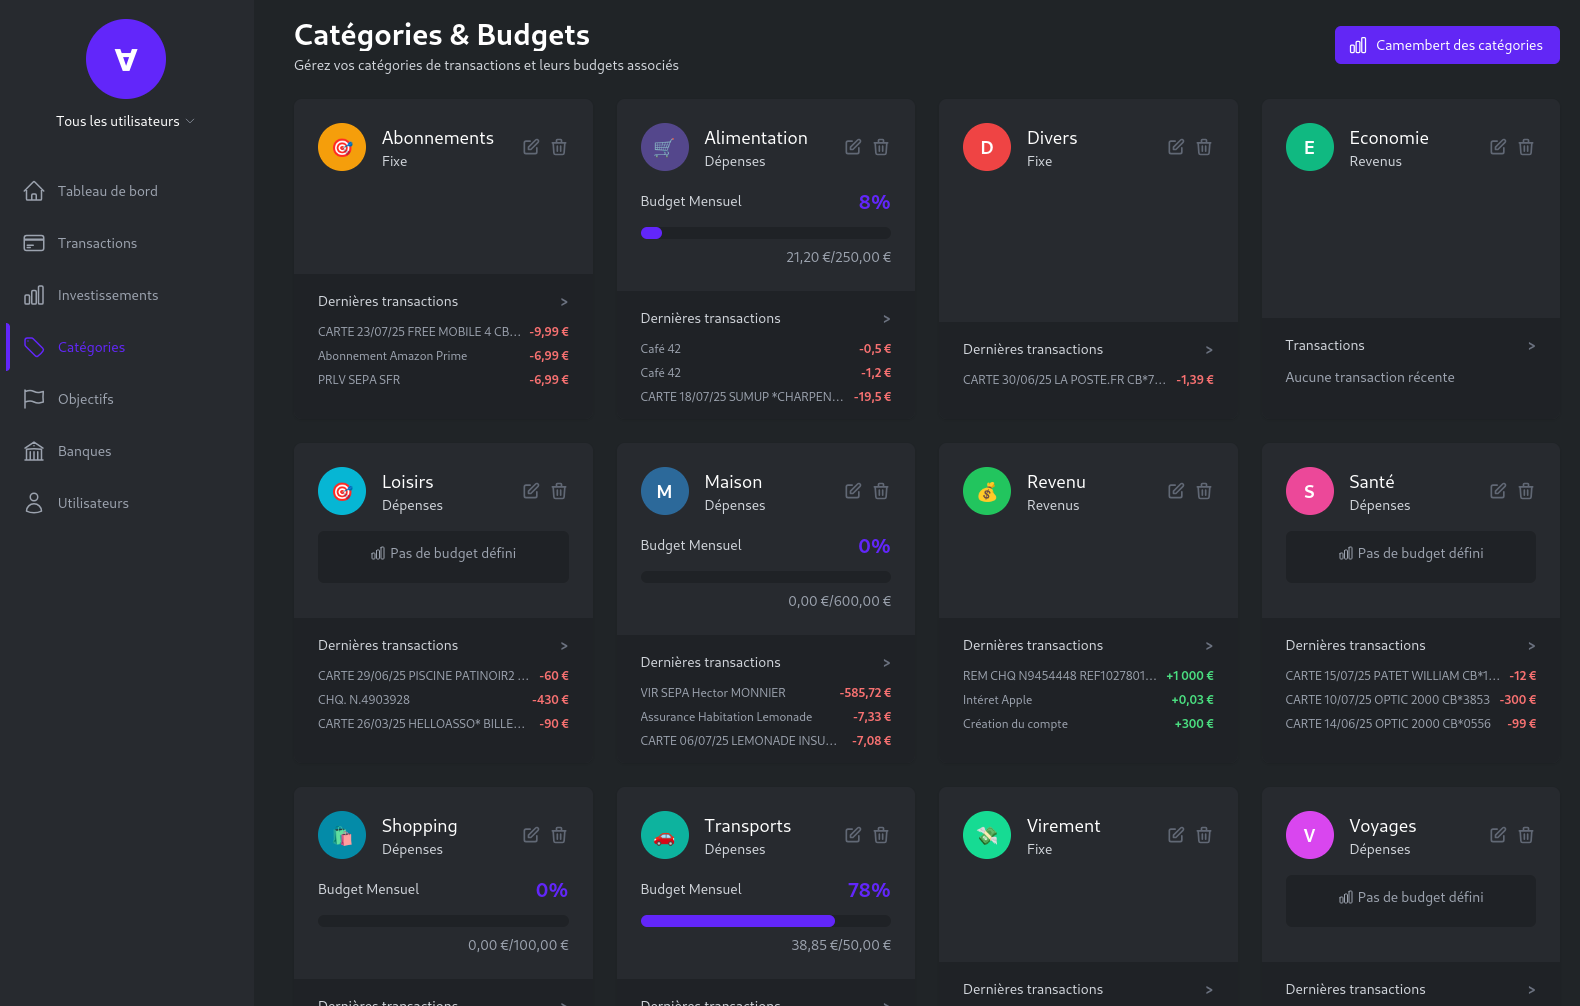 ∀
Tous les utilisateurs
Tableau de bord
Transactions
Investissements
Catégories
Objectifs
Banques
Utilisateurs
Catégories & Budgets
Gérez vos catégories de transactions et leurs budgets associés
Camembert des catégories
Abonnements
Fixe
Dernières transactions >
CARTE 23/07/25 FREE MOBILE 4 CB... -9,99 €
Abonnement Amazon Prime -6,99 €
PRLV SEPA SFR -6,99 €
Alimentation
Dépenses
Budget Mensuel 8%
21,20 €/250,00 €
Dernières transactions >
Café 42 -0,5 €
Café 42 -1,2 €
CARTE 18/07/25 SUMUP *CHARPEN... -19,5 €
D
Divers
Fixe
Dernières transactions >
CARTE 30/06/25 LA POSTE.FR CB*7... -1,39 €
E
Economie
Revenus
Transactions >
Aucune transaction récente
Loisirs
Dépenses
Pas de budget défini
Dernières transactions >
CARTE 29/06/25 PISCINE PATINOIR2 ... -60 €
CHQ. N.4903928 -430 €
CARTE 26/03/25 HELLOASSO* BILLE... -90 €
M
Maison
Dépenses
Budget Mensuel 0%
0,00 €/600,00 €
Dernières transactions >
VIR SEPA Hector MONNIER -585,72 €
Assurance Habitation Lemonade -7,33 €
CARTE 06/07/25 LEMONADE INSU... -7,08 €
Revenu
Revenus
Dernières transactions >
REM CHQ N9454448 REF1027801... +1 000 €
Intéret Apple +0,03 €
Création du compte +300 €
S
Santé
Dépenses
Pas de budget défini
Dernières transactions >
CARTE 15/07/25 PATET WILLIAM CB*1... -12 €
CARTE 10/07/25 OPTIC 2000 CB*3853 -300 €
CARTE 14/06/25 OPTIC 2000 CB*0556 -99 €
Shopping
Dépenses
Budget Mensuel 0%
0,00 €/100,00 €
Dernières transactions >
Transports
Dépenses
Budget Mensuel 78%
38,85 €/50,00 €
Dernières transactions >
Virement
Fixe
Dernières transactions >
V
Voyages
Dépenses
Pas de budget défini
Dernières transactions >